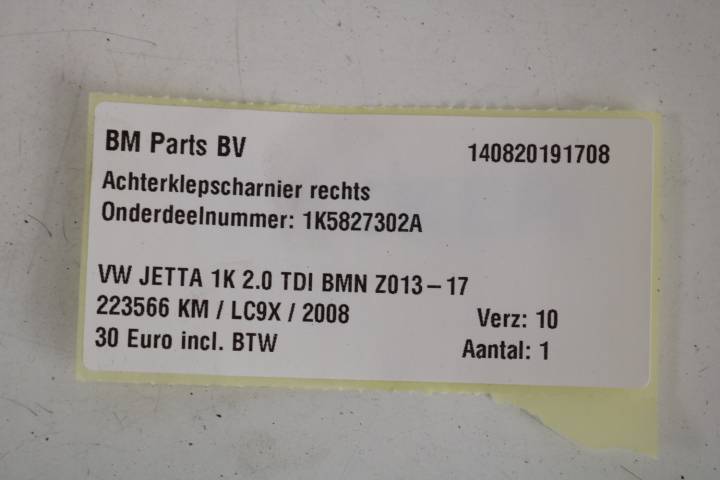 BM Parts BV 140820191708
Achterklepscharnier rechts
Onderdeelnummer: 1K5827302A
VW JETTA 1K 2.0 TDI BMN Z013-17
223566 KM / LC9X / 2008 Verz: 10
30 Euro incl. BTW Aantal: 1